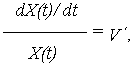 dX(t)/dt
X(t)
= V´,